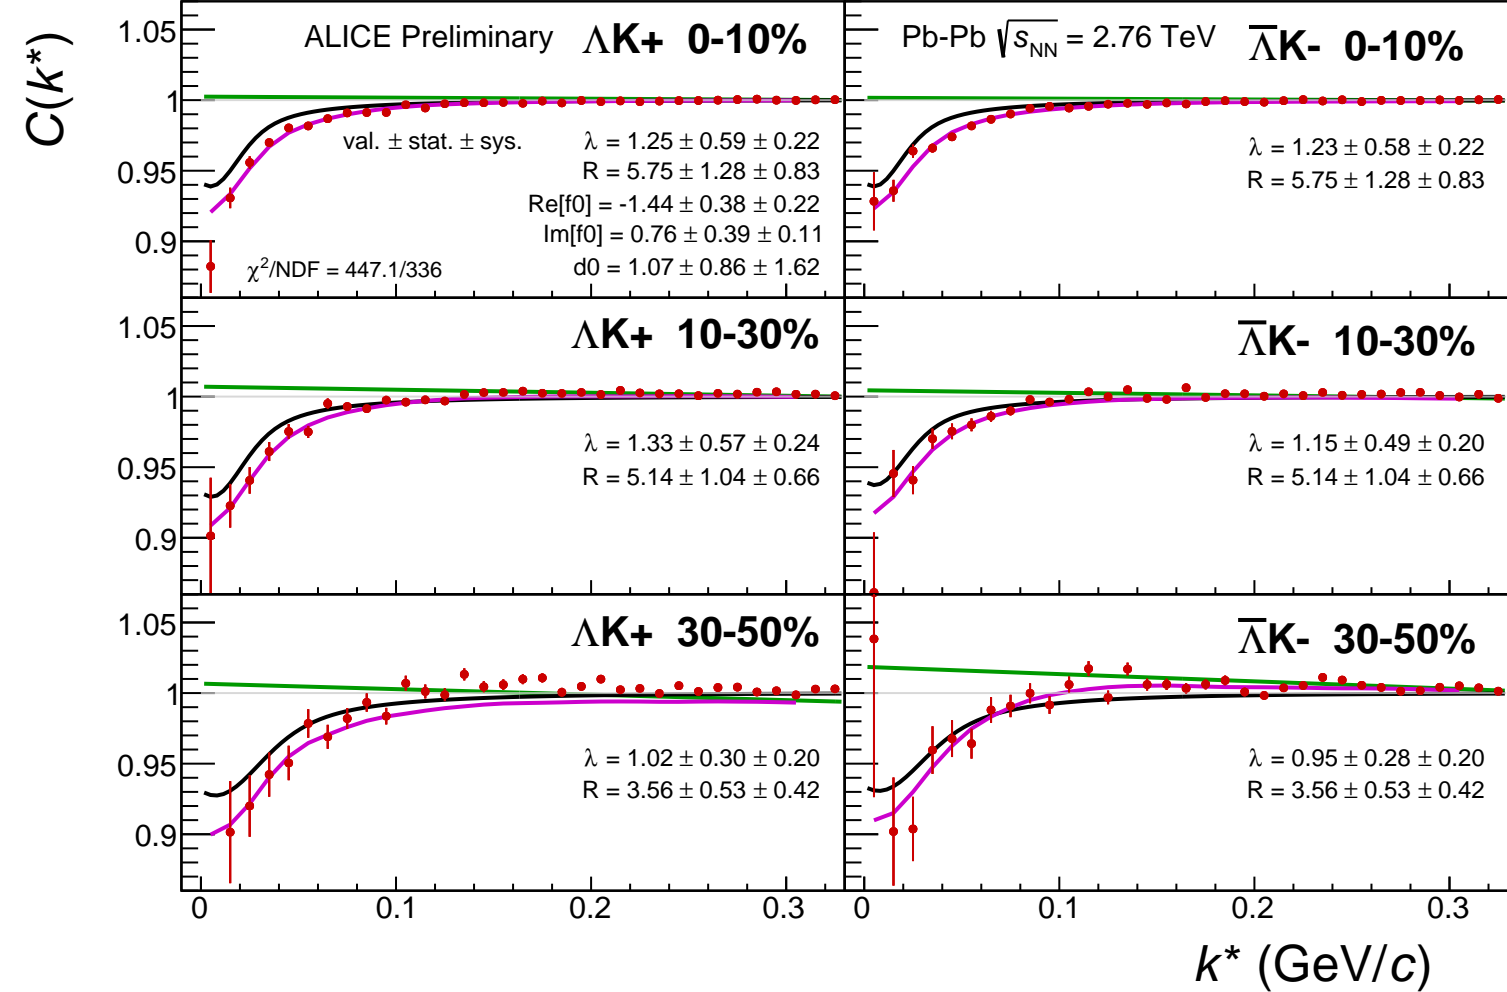 C(k*)
1.05
1
0.95
0.9
ALICE Preliminary ΛK+ 0-10%
val. ± stat. ± sys.
λ = 1.25 ± 0.59 ± 0.22
R = 5.75 ± 1.28 ± 0.83
Re[f0] = -1.44 ± 0.38 ± 0.22
Im[f0] = 0.76 ± 0.39 ± 0.11
χ²/NDF = 447.1/336
d0 = 1.07 ± 0.86 ± 1.62
Pb-Pb √s_NN = 2.76 TeV Λ̅K- 0-10%
λ = 1.23 ± 0.58 ± 0.22
R = 5.75 ± 1.28 ± 0.83
1.05
1
0.95
0.9
ΛK+ 10-30%
λ = 1.33 ± 0.57 ± 0.24
R = 5.14 ± 1.04 ± 0.66
Λ̅K- 10-30%
λ = 1.15 ± 0.49 ± 0.20
R = 5.14 ± 1.04 ± 0.66
1.05
1
0.95
0.9
ΛK+ 30-50%
λ = 1.02 ± 0.30 ± 0.20
R = 3.56 ± 0.53 ± 0.42
Λ̅K- 30-50%
λ = 0.95 ± 0.28 ± 0.20
R = 3.56 ± 0.53 ± 0.42
0 0.1 0.2 0.3 0 0.1 0.2 0.3
k* (GeV/c)